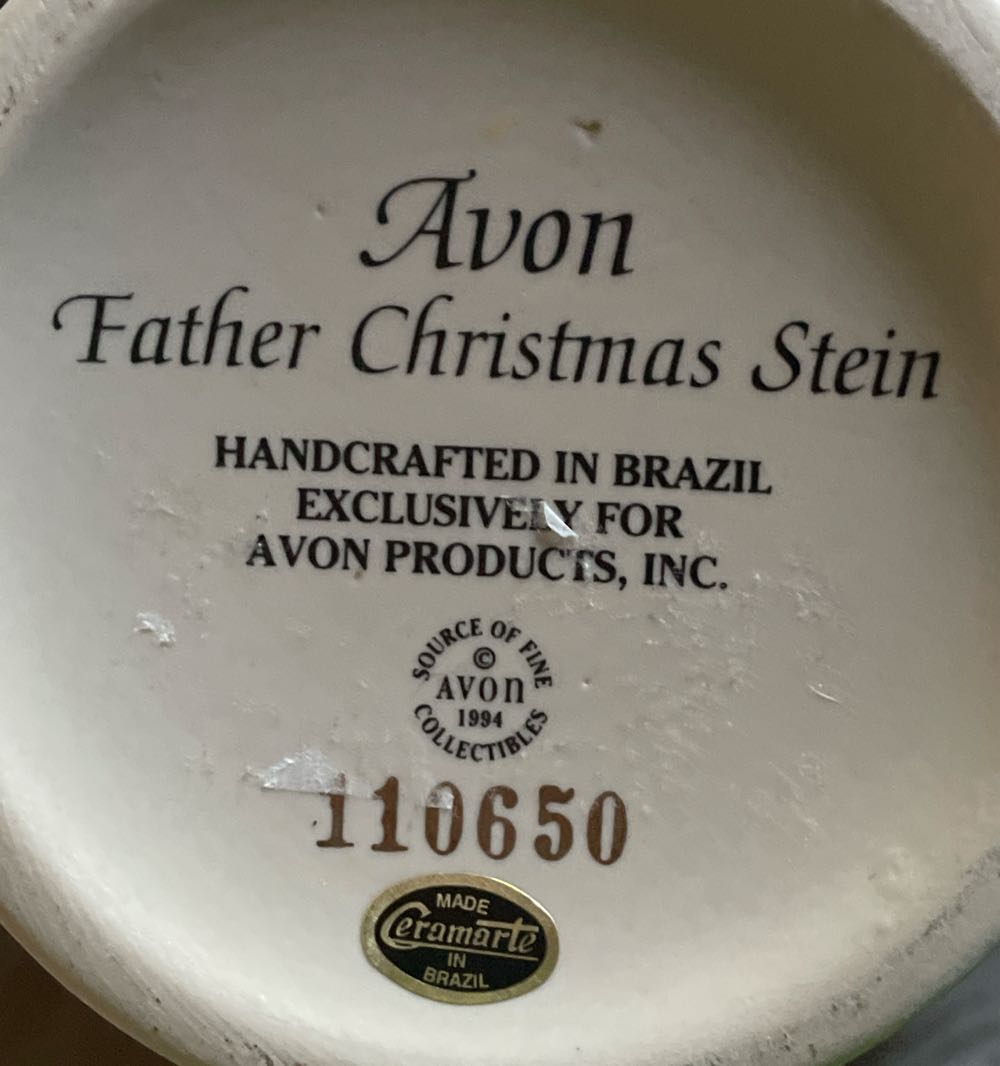 Avon
Father Christmas Stein
HANDCRAFTED IN BRAZIL
EXCLUSIVELY FOR
AVON PRODUCTS, INC.
SOURCE OF FINE
©
AVON
1994
COLLECTIBLES
110650
MADE
Ceramarte
IN
BRAZIL